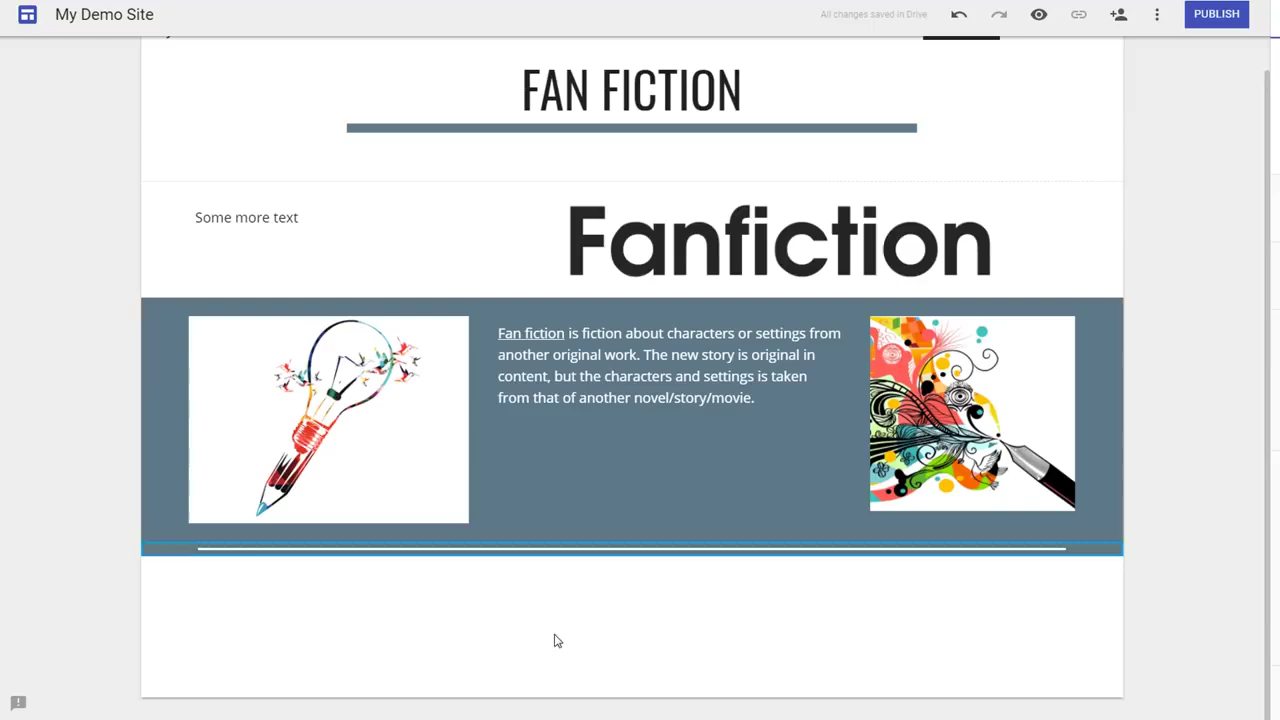 My Demo Site
All changes saved in Drive
PUBLISH
FAN FICTION
Some more text
Fanfiction
Fan fiction is fiction about characters or settings from
another original work. The new story is original in
content, but the characters and settings is taken
from that of another novel/story/movie.